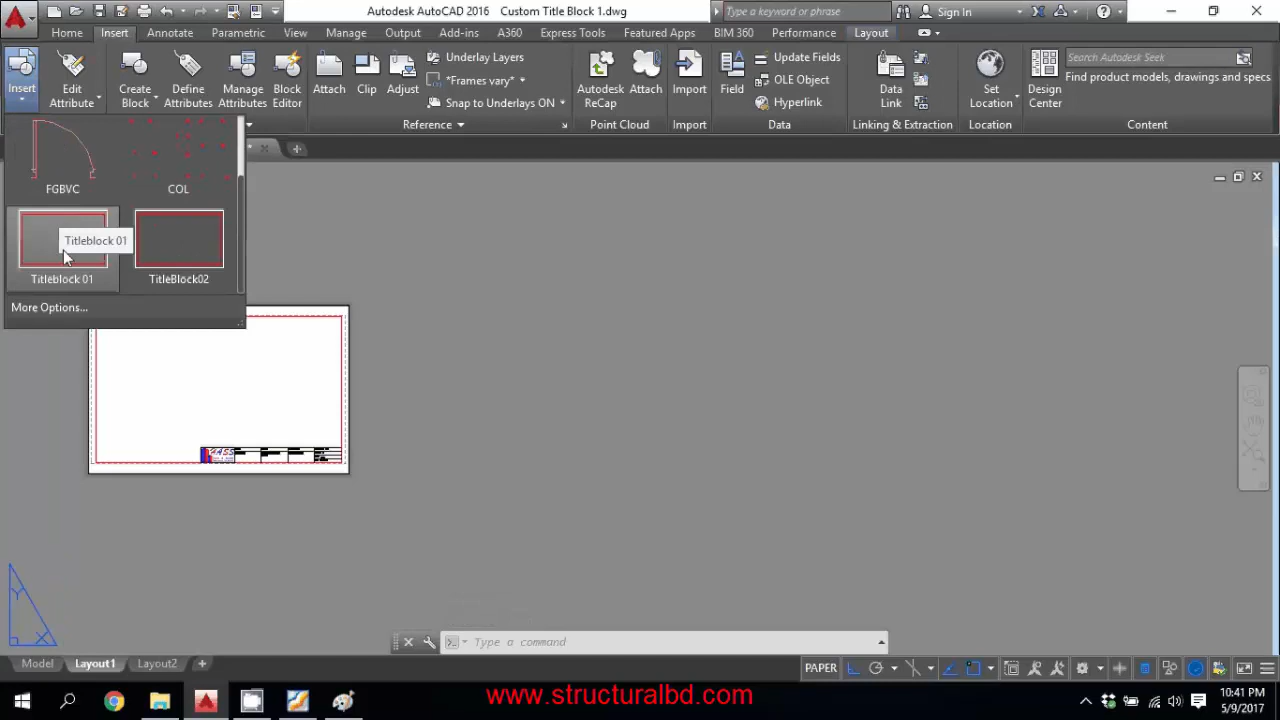 Autodesk AutoCAD 2016 Custom Title Block 1.dwg
Type a keyword or phrase
Sign In
Home Insert Annotate Parametric View Manage Output Add-ins A360 Express Tools Featured Apps BIM 360 Performance Layout
Insert
Edit
Attribute
Create
Block
Define
Attributes
Manage
Attributes
Block
Editor
Attach
Clip
Adjust
Underlay Layers
*Frames vary*
Snap to Underlays ON
Reference
Autodesk
ReCap
Attach
Point Cloud
Import
Import
Field
Update Fields
OLE Object
Hyperlink
Data
Data
Link
Linking & Extraction
Set
Location
Location
Design
Center
Search Autodesk Seek
Find product models, drawings and specs
Content
FGBVC
COL
Titleblock 01
Titleblock 01
TitleBlock02
More Options...
Y
X
Type a command
Model Layout1 Layout2
PAPER
www.structuralbd.com
10:41 PM
5/9/2017